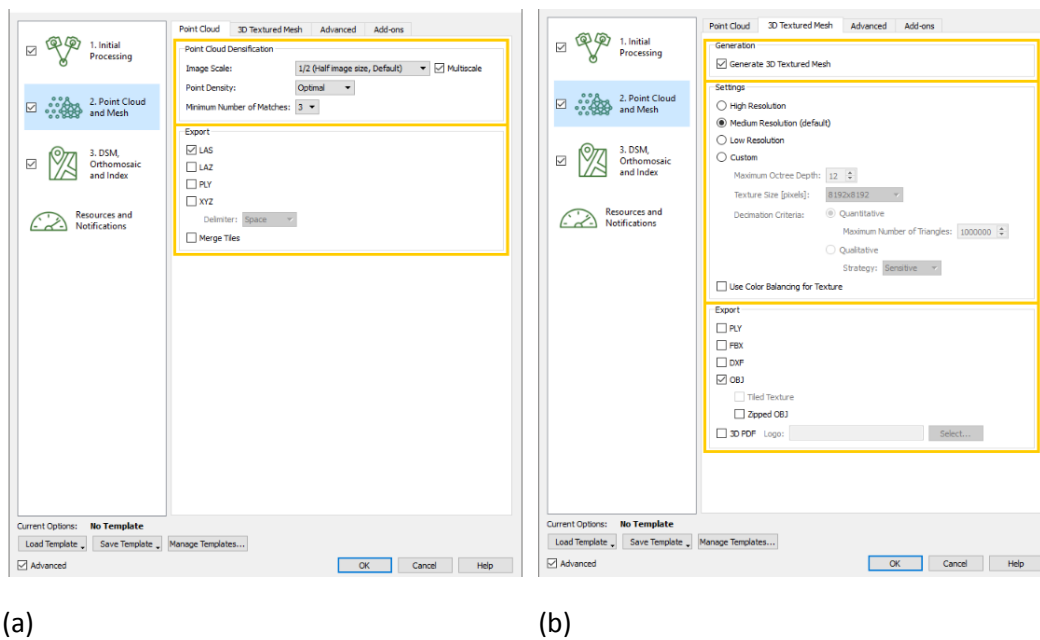 1. Initial
Processing
2. Point Cloud
and Mesh
3. DSM,
Orthomosaic
and Index
Resources and
Notifications
Point Cloud 3D Textured Mesh Advanced Add-ons
Point Cloud Densification
Image Scale: 1/2 (Half image size, Default) Multiscale
Point Density: Optimal
Minimum Number of Matches: 3
Export
LAS
LAZ
PLY
XYZ
Delimiter: Space
Merge Tiles
Current Options: No Template
Load Template Save Template Manage Templates...
Advanced OK Cancel Help
(a)
1. Initial
Processing
2. Point Cloud
and Mesh
3. DSM,
Orthomosaic
and Index
Resources and
Notifications
Point Cloud 3D Textured Mesh Advanced Add-ons
Generation
Generate 3D Textured Mesh
Settings
High Resolution
Medium Resolution (default)
Low Resolution
Custom
Maximum Octree Depth: 12
Texture Size [pixels]: 8192x8192
Decimation Criteria: Quantitative
Maximum Number of Triangles: 1000000
Qualitative
Strategy: Sensitive
Use Color Balancing for Texture
Export
PLY
FBX
DXF
OBJ
Tiled Texture
Zipped OBJ
3D PDF Logo: Select...
Current Options: No Template
Load Template Save Template Manage Templates...
Advanced OK Cancel Help
(b)